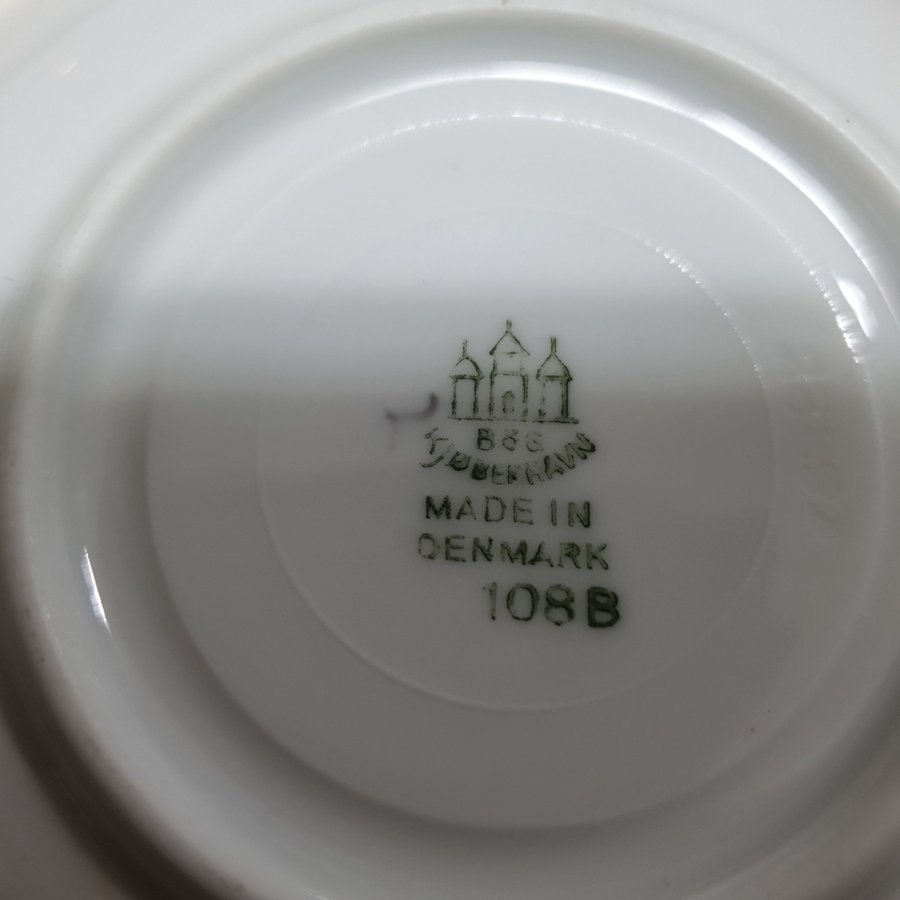 B&G
KJØBENHAVN
MADE IN
DENMARK
108B